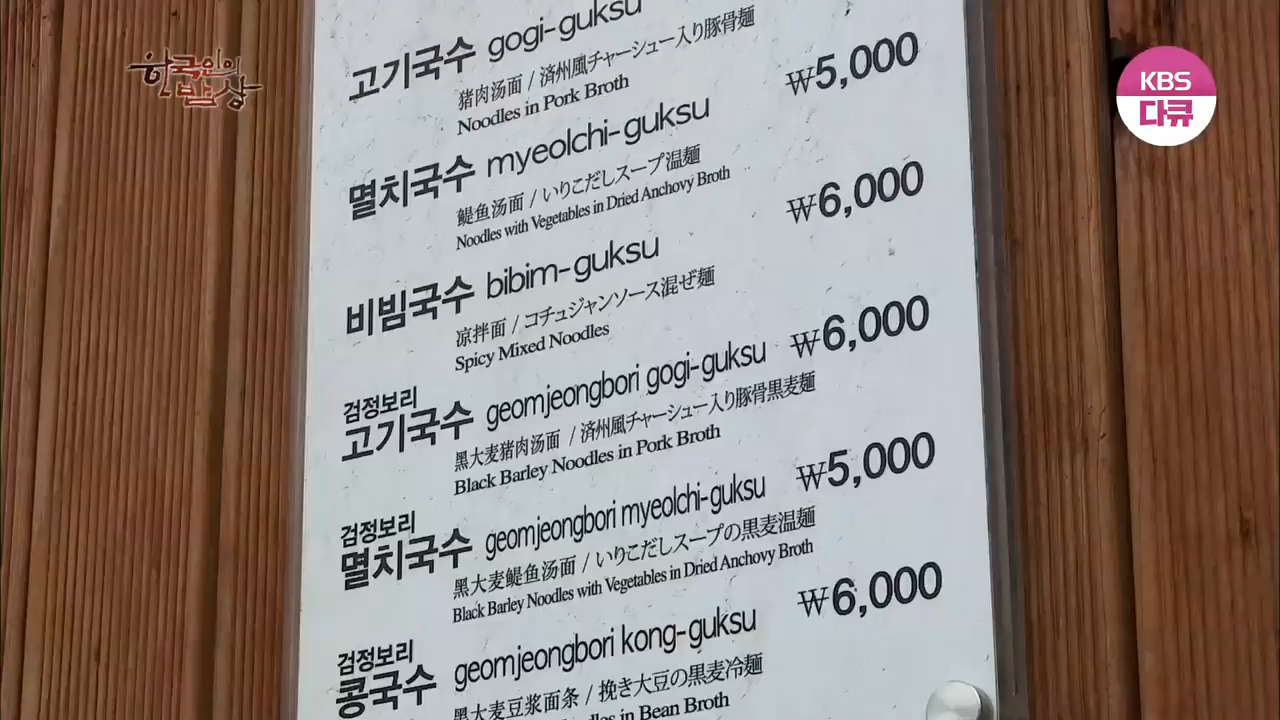 한국인의
밥상
KBS
다큐
고기국수 gogi-guksu
猪肉汤面 / 済州風チャーシュー入り豚骨麺
Noodles in Pork Broth
₩5,000
멸치국수 myeolchi-guksu
鳀鱼汤面 / いりこだしスープ温麺
Noodles with Vegetables in Dried Anchovy Broth
₩6,000
비빔국수 bibim-guksu
凉拌面 / コチュジャンソース混ぜ麺
Spicy Mixed Noodles
₩6,000
검정보리
고기국수 geomjeongbori gogi-guksu
黑大麦猪肉汤面 / 済州風チャーシュー入り豚骨黒麦麺
Black Barley Noodles in Pork Broth
₩5,000
검정보리
멸치국수 geomjeongbori myeolchi-guksu
黑大麦鳀鱼汤面 / いりこだしスープの黒麦温麺
Black Barley Noodles with Vegetables in Dried Anchovy Broth
₩6,000
검정보리
콩국수 geomjeongbori kong-guksu
黑大麦豆浆面条 / 挽き大豆の黒麦冷麺
in Bean Broth